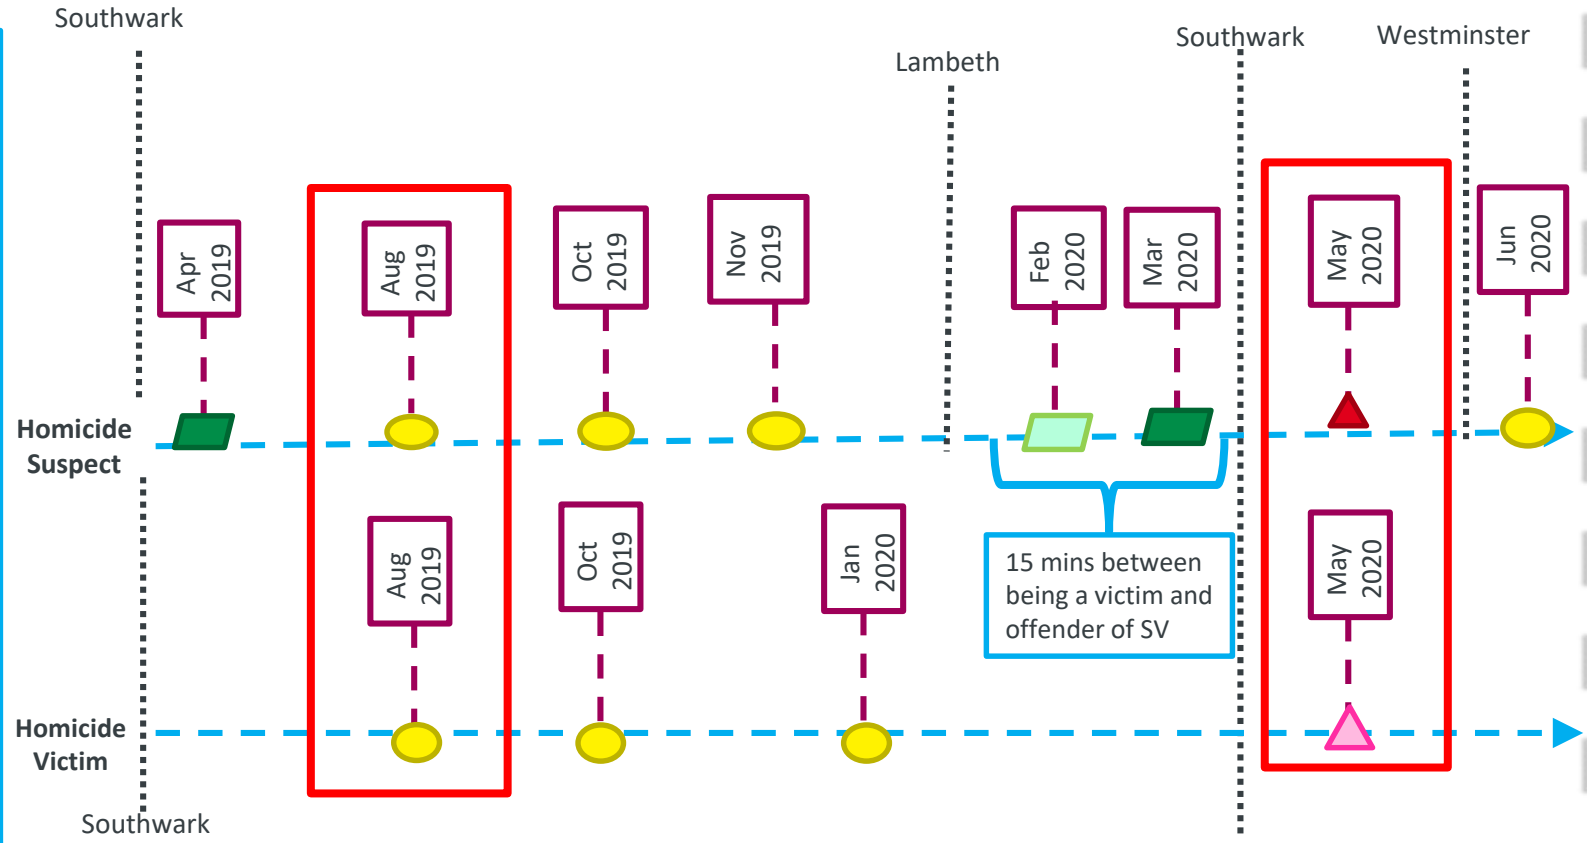 Southwark
Lambeth
Southwark
Westminster
Apr
2019
Aug
2019
Oct
2019
Nov
2019
Feb
2020
Mar
2020
May
2020
Jun
2020
Homicide
Suspect
Aug
2019
Oct
2019
Jan
2020
15 mins between
being a victim and
offender of SV
May
2020
Homicide
Victim
Southwark